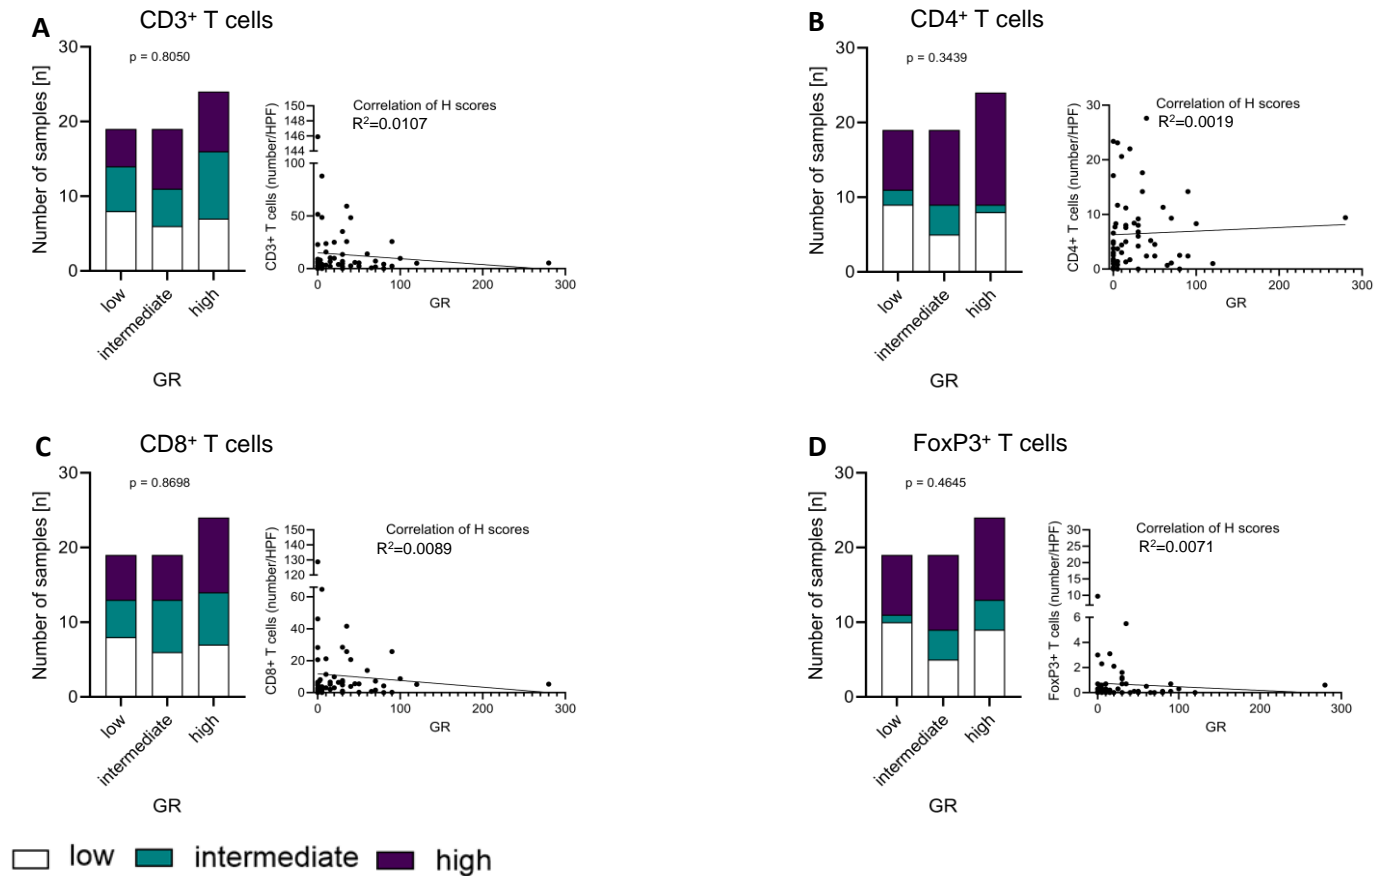 A
CD3+ T cells
p = 0.8050
Number of samples [n]
30
20
10
0
low
intermediate
high
GR
Correlation of H scores
R2=0.0107
CD3+ T cells (number/HPF)
150
148
146
144
100
50
0
0 100 200 300
GR
B
CD4+ T cells
p = 0.3439
Number of samples [n]
30
20
10
0
low
intermediate
high
GR
Correlation of H scores
R2=0.0019
CD4+ T cells (number/HPF)
30
20
10
0
0 100 200 300
GR
C
CD8+ T cells
p = 0.8698
Number of samples [n]
30
20
10
0
low
intermediate
high
GR
Correlation of H scores
R2=0.0089
CD8+ T cells (number/HPF)
150
140
130
120
60
40
20
0
0 100 200 300
GR
D
FoxP3+ T cells
p = 0.4645
Number of samples [n]
30
20
10
0
low
intermediate
high
GR
Correlation of H scores
R2=0.0071
FoxP3+ T cells (number/HPF)
30
25
20
15
10
6
4
2
0
0 100 200 300
GR
low intermediate high